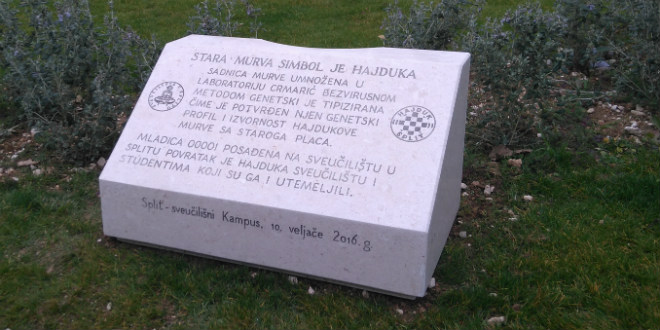 STARA MURVA SIMBOL JE HAJDUKA
SADNICA MURVE UMNOŽENA U
LABORATORIJU CRMARIĆ BEZVIRUSNOM
METODOM GENETSKI JE TIPIZIRANA
ČIME JE POTVRĐEN NJEN GENETSKI
PROFIL I IZVORNOST HAJDUKOVE
MURVE SA STAROGA PLACA.
HAJDUK
SPLIT
MLADICA 00001 POSAĐENA NA SVEUČILIŠTU U
SPLITU POVRATAK JE HAJDUKA SVEUČILIŠTU I
STUDENTIMA KOJI SU GA I UTEMELJILI.
Split - sveučilišni Kampus, 10. veljače 2016.g